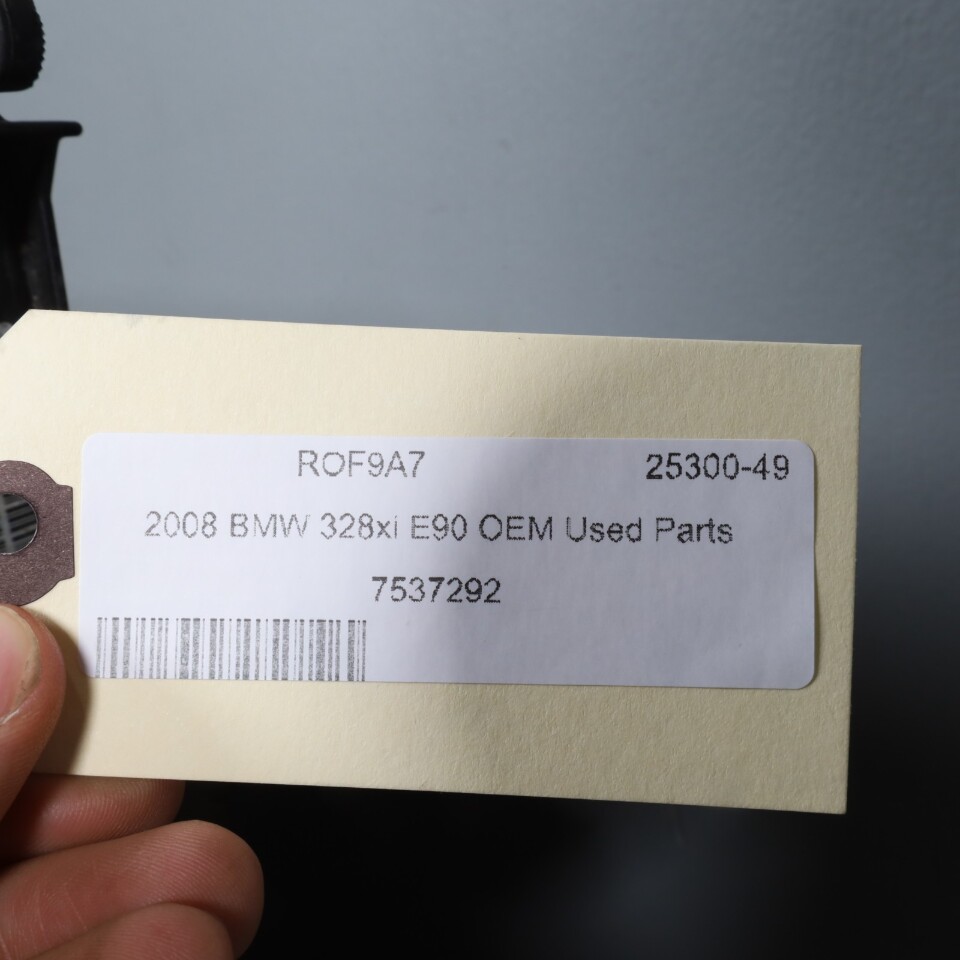 ROF9A7 25300-49
2008 BMW 328xi E90 OEM Used Parts
7537292